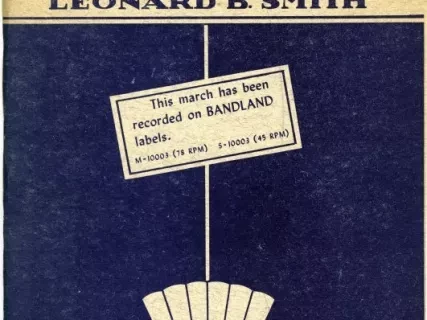 LEONARD B. SMITH
This march has been
recorded on BANDLAND
labels.
M-10003 (78 RPM) S-10003 (45 RPM)